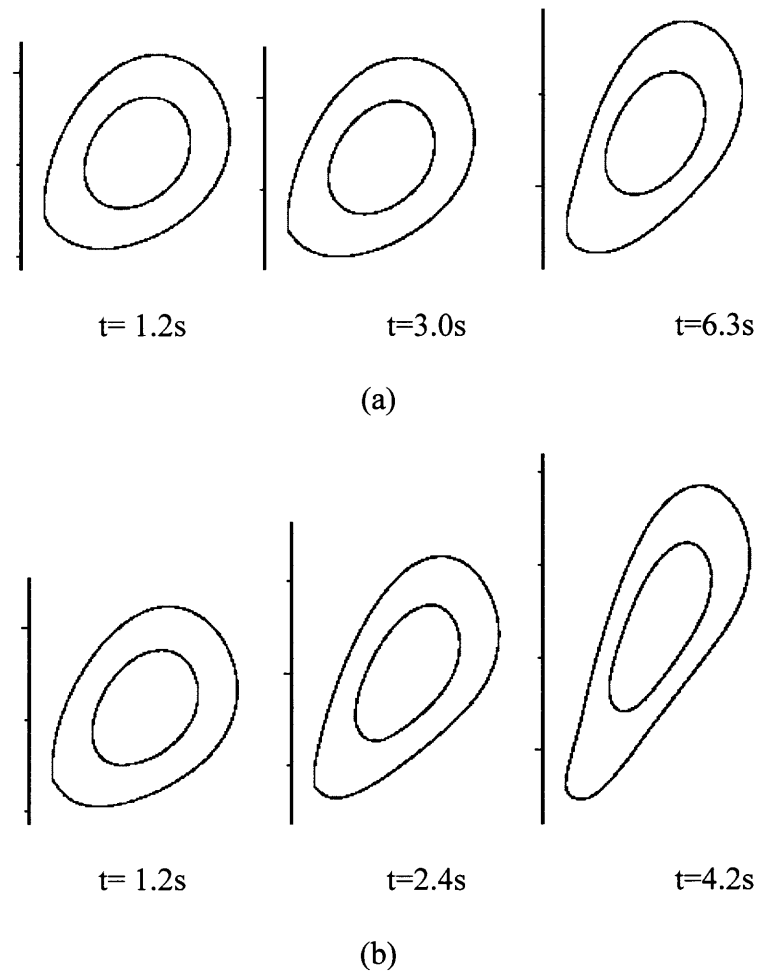 t= 1.2s t=3.0s t=6.3s
(a)
t= 1.2s t=2.4s t=4.2s
(b)